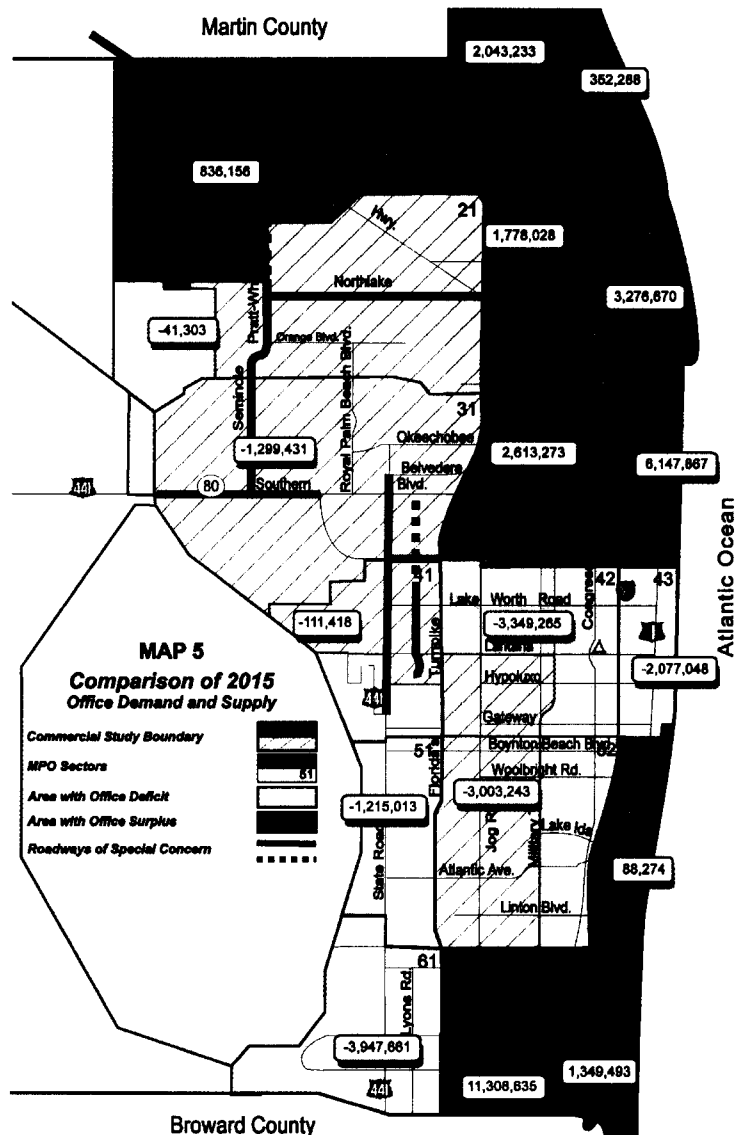 Martin County
2,043,233
352,288
836,156
21
Hwy.
1,778,028
Northlake
3,276,670
-41,303
Pratt-Wh
Orange Blvd.
Royal Palm Beach Blvd.
Seminole
31
Okeechobee
-1,299,431
2,613,273
Belvedere
6,147,867
441
80
Southern
Blvd.
Atlantic Ocean
41
42
43
Lake Worth Road
Congres
-111,418
-3,349,265
Lantana
Turnpike
-2,077,048
Hypoluxo
441
Gateway
MAP 5
Comparison of 2015
Office Demand and Supply
Commercial Study Boundary
MPO Sectors
51
Area with Office Deficit
Area with Office Surplus
Roadways of Special Concern
51
Florida's
Boynton Beach Blvd.
52
Woolbright Rd.
-1,215,013
-3,003,243
Jog R
Military
Lake Ida
State Road
Atlantic Ave.
88,274
Linton Blvd.
61
Lyons Rd.
-3,947,661
441
11,308,635
1,349,493
Broward County